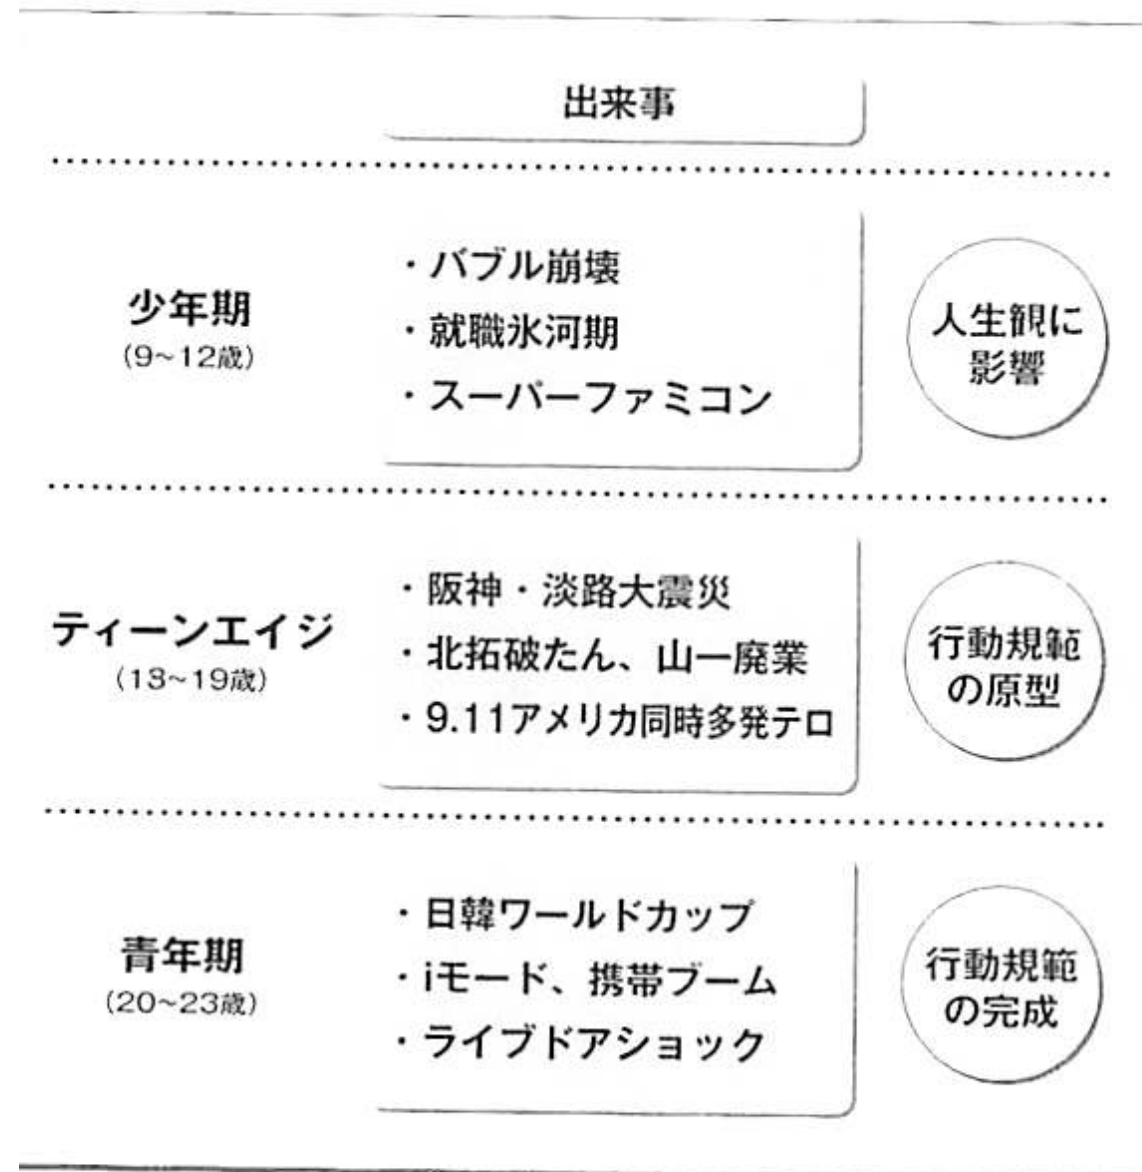 出来事
少年期
(9~12歳)
・バブル崩壊
・就職氷河期
・スーパーファミコン
人生観に
影響
ティーンエイジ
(13~19歳)
・阪神・淡路大震災
・北拓破たん、山一廃業
・9.11アメリカ同時多発テロ
行動規範
の原型
青年期
(20~23歳)
・日韓ワールドカップ
・iモード、携帯ブーム
・ライブドアショック
行動規範
の完成